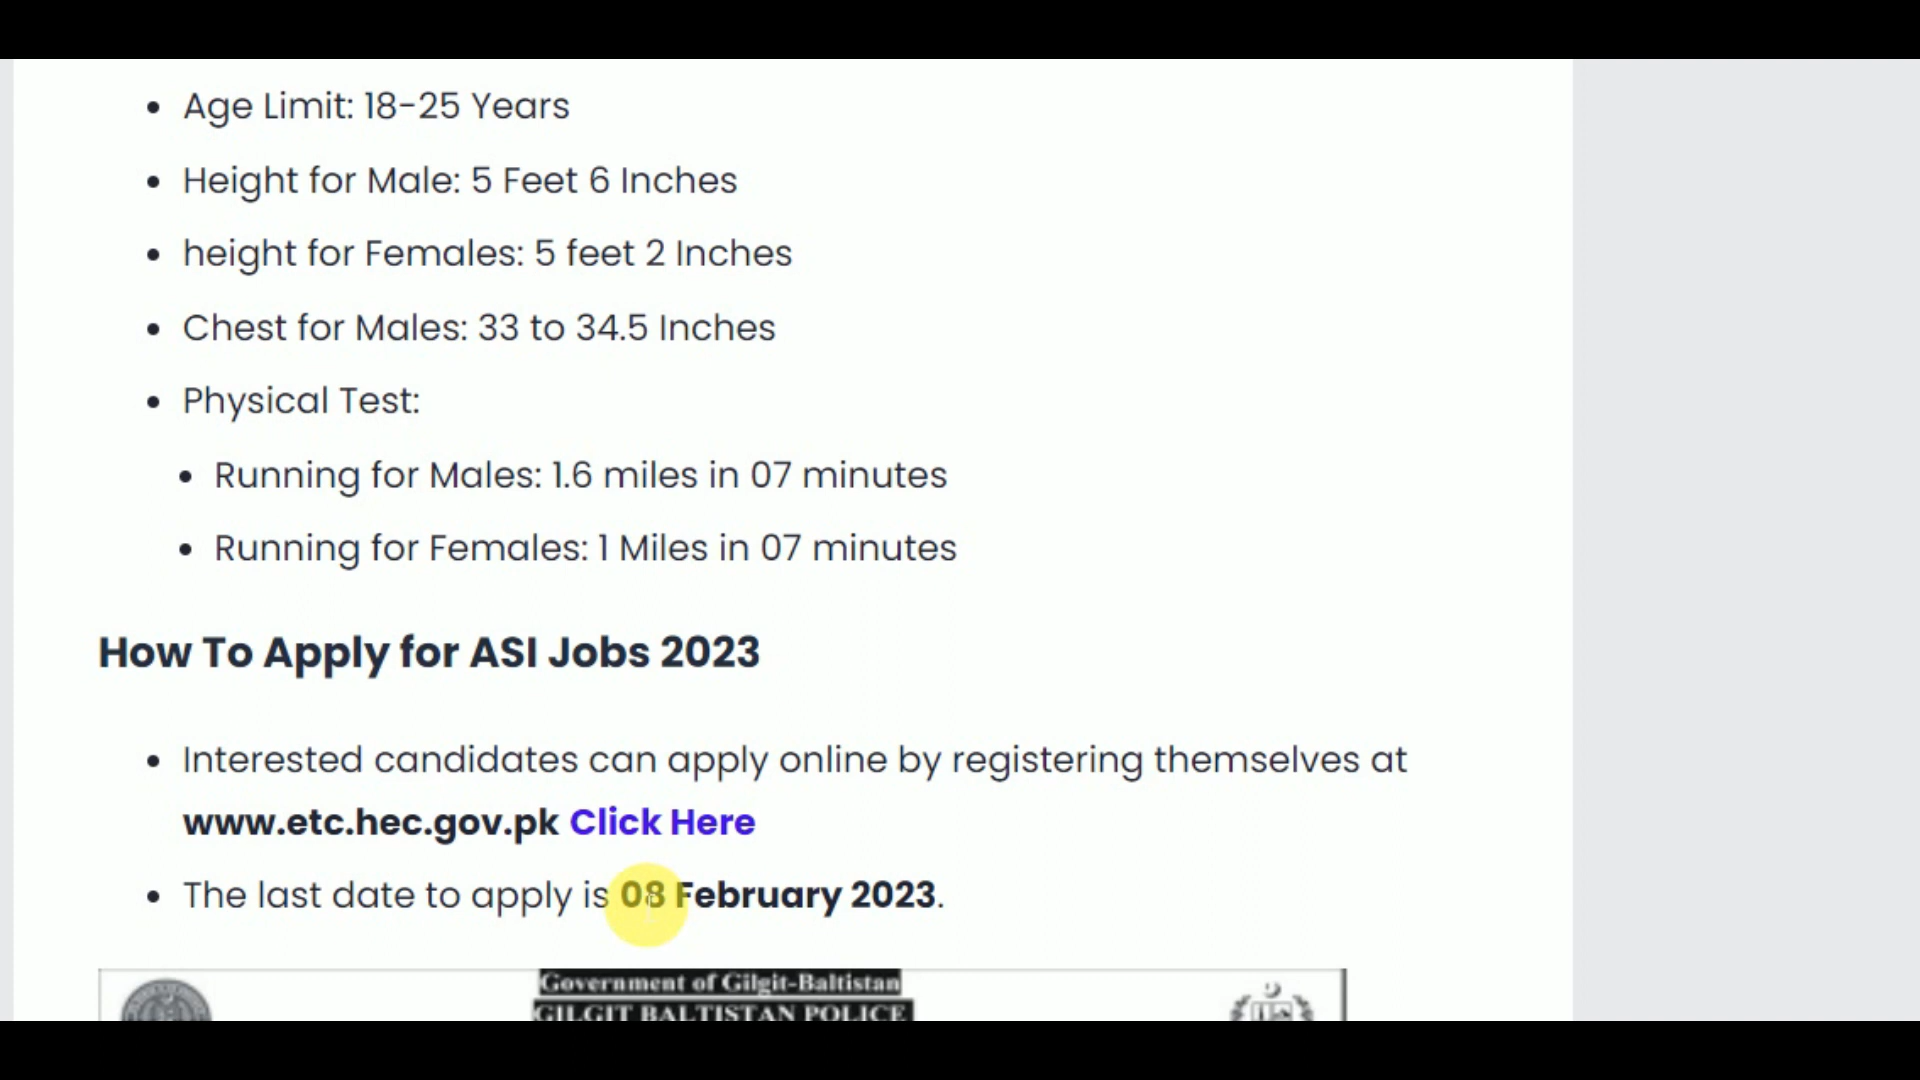 Age Limit: 18-25 Years
Height for Male: 5 Feet 6 Inches
height for Females: 5 feet 2 Inches
Chest for Males: 33 to 34.5 Inches
Physical Test:
Running for Males: 1.6 miles in 07 minutes
Running for Females: 1 Miles in 07 minutes
How To Apply for ASI Jobs 2023
Interested candidates can apply online by registering themselves at
www.etc.hec.gov.pk Click Here
The last date to apply is 08 February 2023.
Government of Gilgit-Baltistan
GILGIT BALTISTAN POLICE